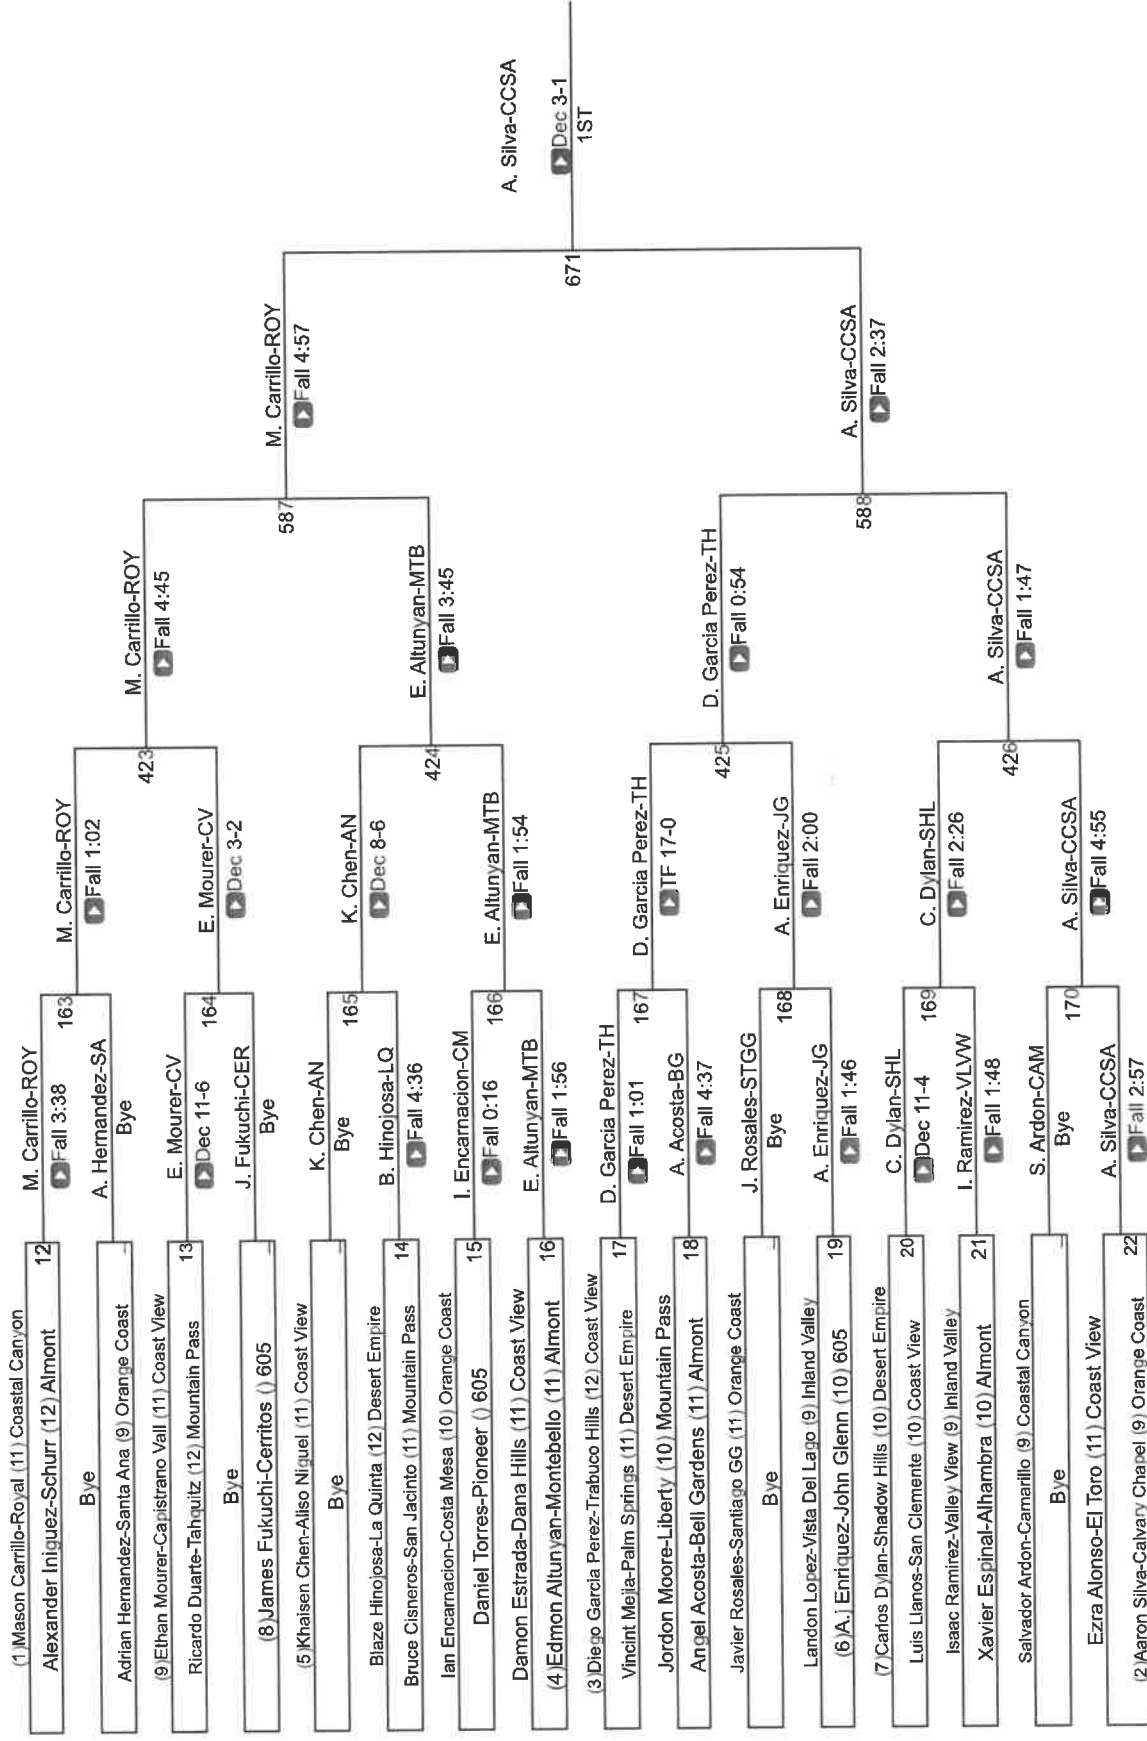 (1)Mason Carrillo-Royal (11) Coastal Canyon
Alexander Iniguez-Schurr (12) Almont
Bye
Adrian Hernandez-Santa Ana (9) Orange Coast
(9)Ethan Mourer-Capistrano Vall (11) Coast View
Ricardo Duarte-Tahquitz (12) Mountain Pass
Bye
(8)James Fukuchi-Cerritos () 605
(5)Khaisen Chen-Aliso Niguel (11) Coast View
Bye
Blaze Hinojosa-La Quinta (12) Desert Empire
Bruce Cisneros-San Jacinto (11) Mountain Pass
Ian Encarnacion-Costa Mesa (10) Orange Coast
Daniel Torres-Pioneer () 605
Damon Estrada-Dana Hills (11) Coast View
(4)Edmon Altunyan-Montebello (11) Almont
(3)Diego Garcia Perez-Trabuco Hills (12) Coast View
Vincint Mejia-Palm Springs (11) Desert Empire
Jordon Moore-Liberty (10) Mountain Pass
Angel Acosta-Bell Gardens (11) Almont
Javier Rosales-Santiago GG (11) Orange Coast
Bye
Landon Lopez-Vista Del Lago (9) Inland Valley
(6)A.j Enriquez-John Glenn (10) 605
(7)Carlos Dylan-Shadow Hills (10) Desert Empire
Luis Llanos-San Clemente (10) Coast View
Isaac Ramirez-Valley View (9) Inland Valley
Xavier Espinal-Alhambra (10) Almont
Salvador Ardon-Camarillo (9) Coastal Canyon
Bye
Ezra Alonso-El Toro (11) Coast View
(2)Aaron Silva-Calvary Chapel (9) Orange Coast
12
13
14
15
16
17
18
19
20
21
22
M. Carrillo-ROY
Fall 3:38
A. Hernandez-SA
Bye
E. Mourer-CV
Dec 11-6
J. Fukuchi-CER
Bye
K. Chen-AN
Bye
B. Hinojosa-LQ
Fall 4:36
I. Encarnacion-CM
Fall 0:16
E. Altunyan-MTB
Fall 1:56
D. Garcia Perez-TH
Fall 1:01
A. Acosta-BG
Fall 4:37
J. Rosales-STGG
Bye
A. Enriquez-JG
Fall 1:46
C. Dylan-SHL
Dec 11-4
I. Ramirez-VLVW
Fall 1:48
S. Ardon-CAM
Bye
A. Silva-CCSA
Fall 2:57
163
164
165
166
167
168
169
170
M. Carrillo-ROY
Fall 1:02
E. Mourer-CV
Dec 3-2
K. Chen-AN
Dec 8-6
E. Altunyan-MTB
Fall 1:54
D. Garcia Perez-TH
TF 17-0
A. Enriquez-JG
Fall 2:00
C. Dylan-SHL
Fall 2:26
A. Silva-CCSA
Fall 4:55
423
424
425
426
M. Carrillo-ROY
Fall 4:45
E. Altunyan-MTB
Fall 3:45
D. Garcia Perez-TH
Fall 0:54
A. Silva-CCSA
Fall 1:47
587
588
M. Carrillo-ROY
Fall 4:57
A. Silva-CCSA
Fall 2:37
671
A. Silva-CCSA
Dec 3-1
1ST